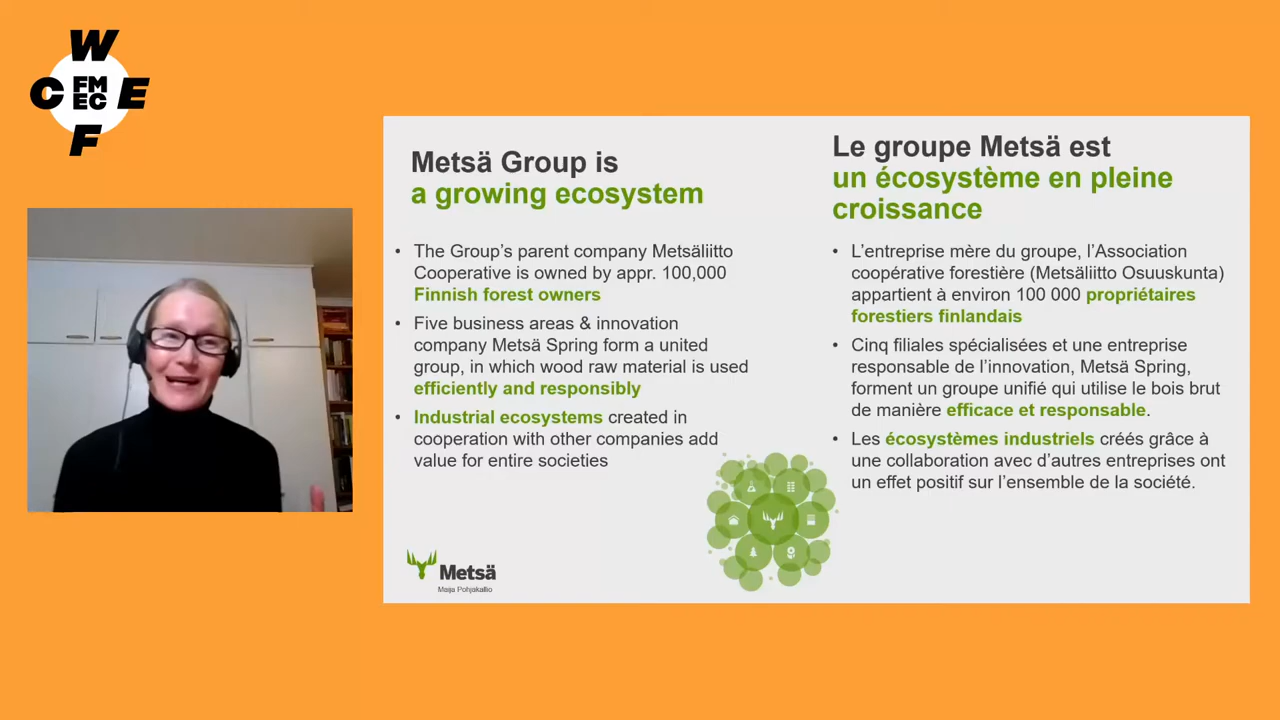 W
C FM E
EC
F
Metsä Group is
a growing ecosystem
• The Group's parent company Metsäliitto
Cooperative is owned by appr. 100,000
Finnish forest owners
• Five business areas & innovation
company Metsä Spring form a united
group, in which wood raw material is used
efficiently and responsibly
• Industrial ecosystems created in
cooperation with other companies add
value for entire societies
Metsä
Maija Pohjakallio
Le groupe Metsä est
un écosystème en pleine
croissance
• L'entreprise mère du groupe, l'Association
coopérative forestière (Metsäliitto Osuuskunta)
appartient à environ 100 000 propriétaires
forestiers finlandais
• Cinq filiales spécialisées et une entreprise
responsable de l'innovation, Metsä Spring,
forment un groupe unifié qui utilise le bois brut
de manière efficace et responsable.
• Les écosystèmes industriels créés grâce à
une collaboration avec d'autres entreprises ont
un effet positif sur l'ensemble de la société.